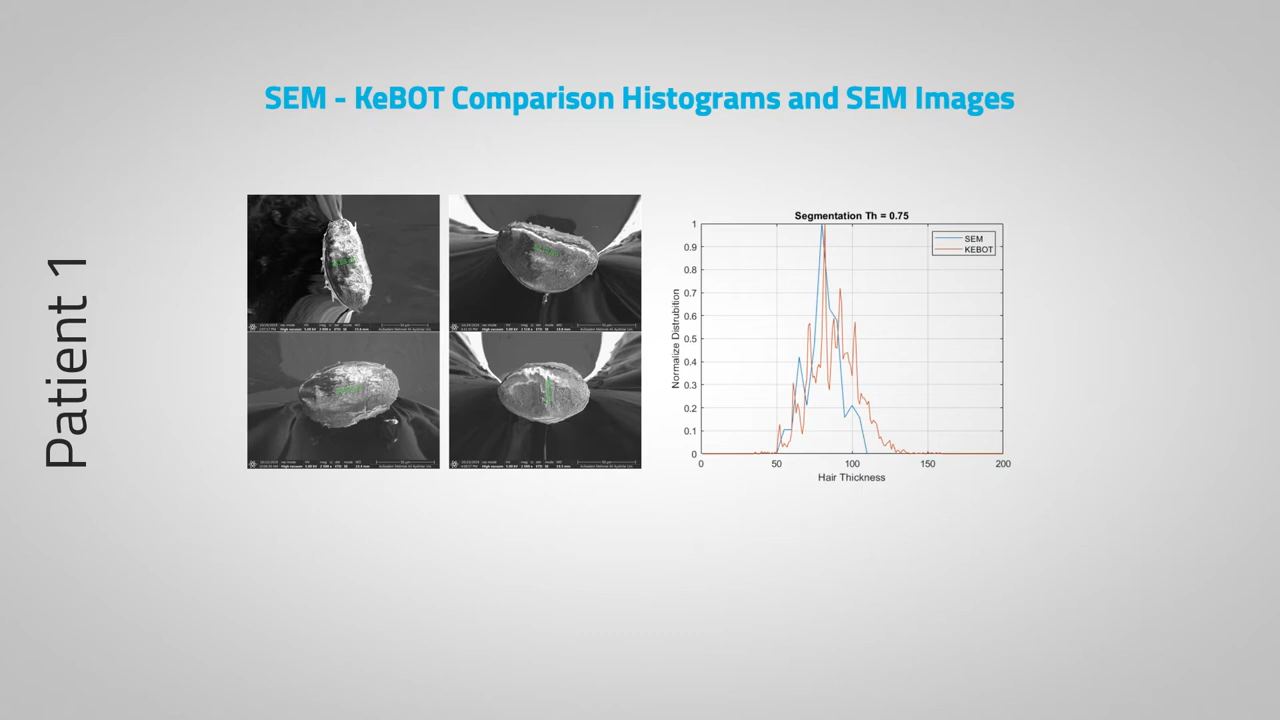 SEM - KeBOT Comparison Histograms and SEM Images
Patient 1
Segmentation Th = 0.75
SEM
KEBOT
Normalize Distrubition
1
0.9
0.8
0.7
0.6
0.5
0.4
0.3
0.2
0.1
0
0 50 100 150 200
Hair Thickness